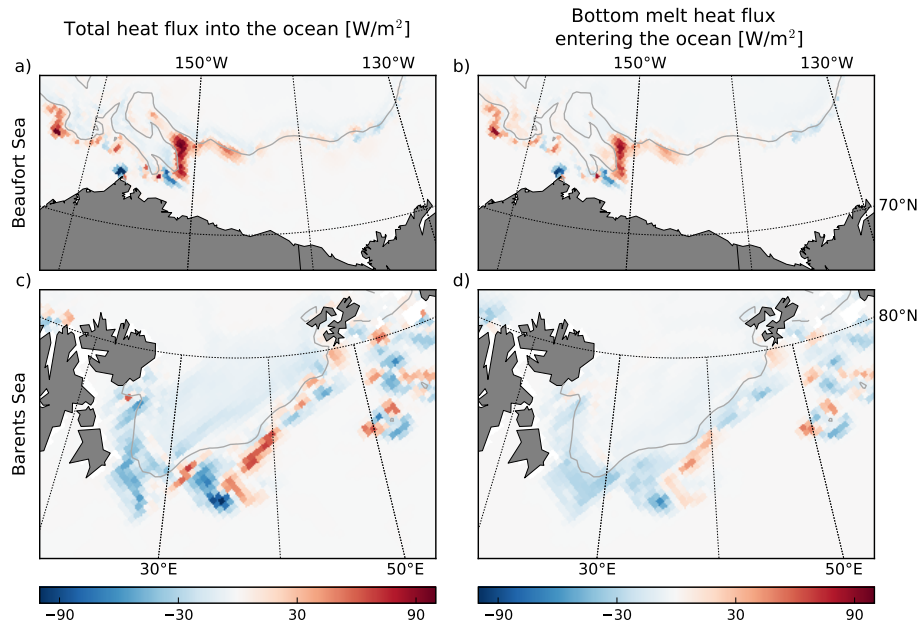 Total heat flux into the ocean [W/m²]
Bottom melt heat flux
entering the ocean [W/m²]
a)
150°W
130°W
b)
150°W
130°W
Beaufort Sea
70°N
c)
d)
80°N
Barents Sea
30°E
50°E
30°E
50°E
−90
−30
30
90
−90
−30
30
90